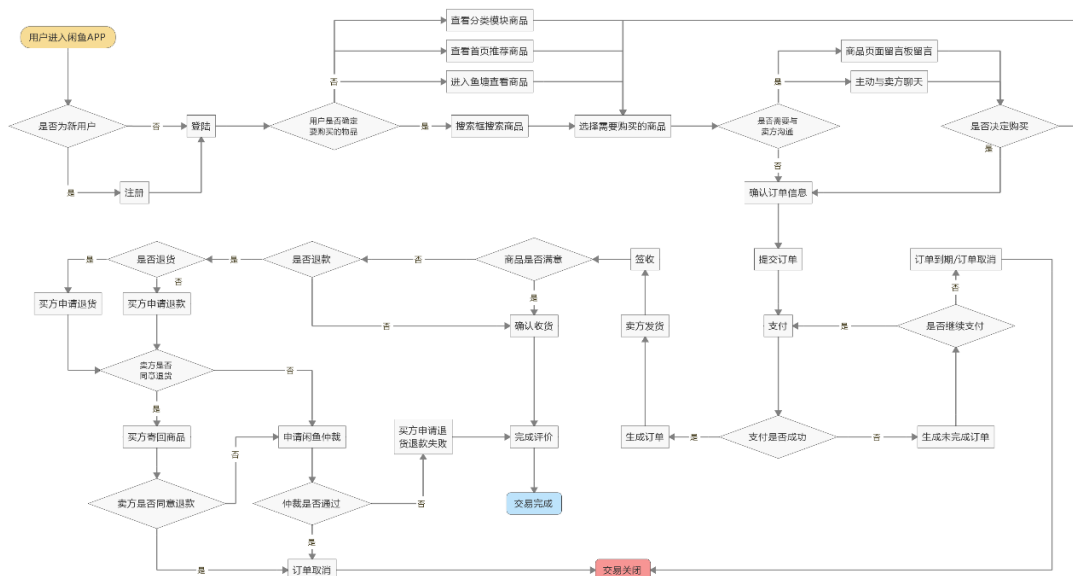 用户进入闲鱼APP
是否为新用户
否
登陆
是
注册
用户是否确定
要购买的物品
否
查看分类模块商品
查看首页推荐商品
进入鱼塘查看商品
是
搜索框搜索商品
选择需要购买的商品
是否需要与
卖方沟通
是
是
商品页面留言板留言
主动与卖方聊天
否
是否决定购买
是
确认订单信息
提交订单
支付
支付是否成功
否
生成未完成订单
是否继续支付
是
否
订单到期/订单取消
是
生成订单
卖方发货
签收
商品是否满意
是
确认收货
否
是否退款
否
是
是否退货
是
买方申请退货
否
买方申请退款
卖方是否
同意退货
否
是
买方寄回商品
申请闲鱼仲裁
卖方是否同意退款
否
是
仲裁是否通过
否
买方申请退
货退款失败
是
订单取消
完成评价
交易完成
交易关闭